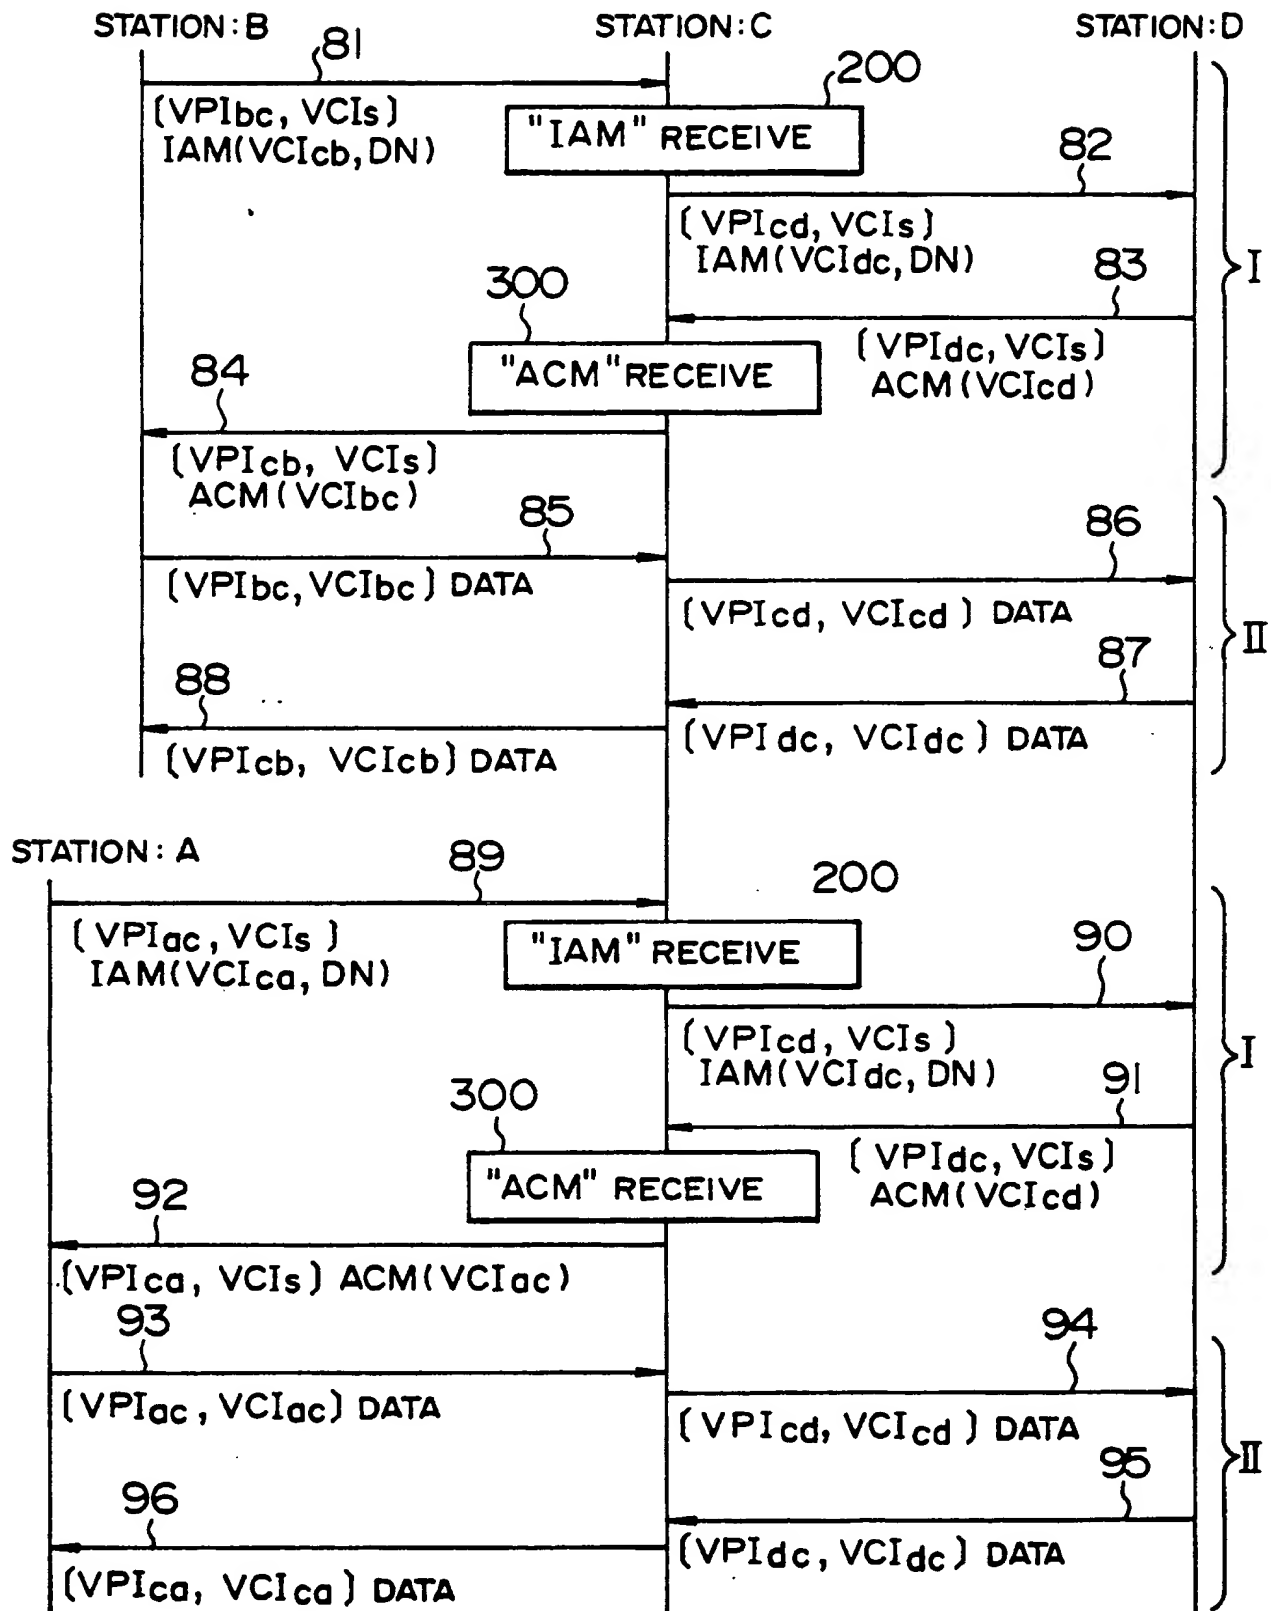 STATION:B STATION:C STATION:D
81
200
(VPIbc, VCIs)
IAM(VCIcb, DN)
"IAM" RECEIVE
82
(VPIcd, VCIs)
IAM(VCIdc, DN)
83
I
300
(VPIdc, VCIs)
ACM(VCIcd)
"ACM" RECEIVE
84
(VPIcb, VCIs)
ACM(VCIbc)
85
86
(VPIbc, VCIbc) DATA
(VPIcd, VCIcd) DATA
II
88
87
(VPIcb, VCIcb) DATA
(VPIdc, VCIdc) DATA
STATION: A
89
200
(VPIac, VCIs)
IAM(VCIca, DN)
"IAM" RECEIVE
90
(VPIcd, VCIs)
IAM(VCIdc, DN)
I
91
300
(VPIdc, VCIs)
ACM(VCIcd)
"ACM" RECEIVE
92
(VPIca, VCIs) ACM(VCIac)
93
94
(VPIac, VCIac) DATA
(VPIcd, VCIcd) DATA
II
95
96
(VPIdc, VCIdc) DATA
(VPIca, VCIca) DATA